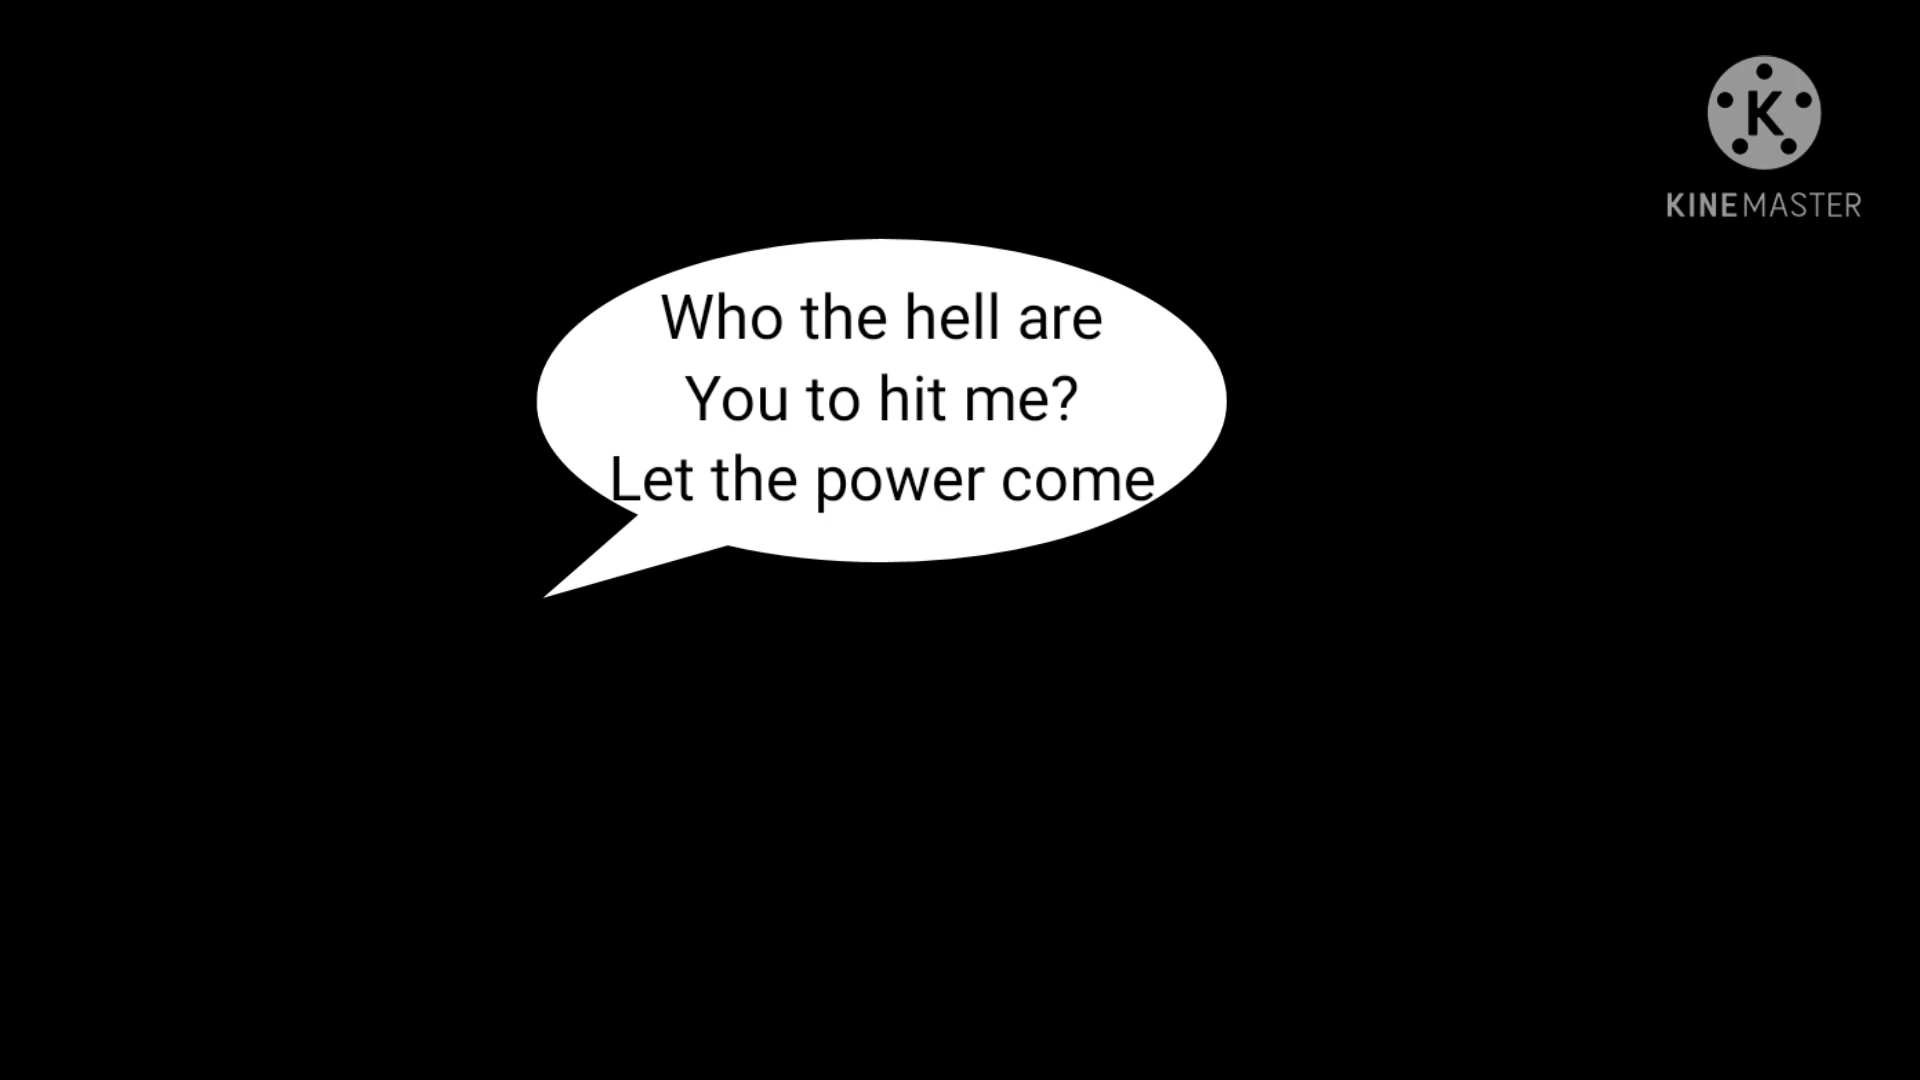 K
KINEMASTER
Who the hell are
You to hit me?
Let the power come